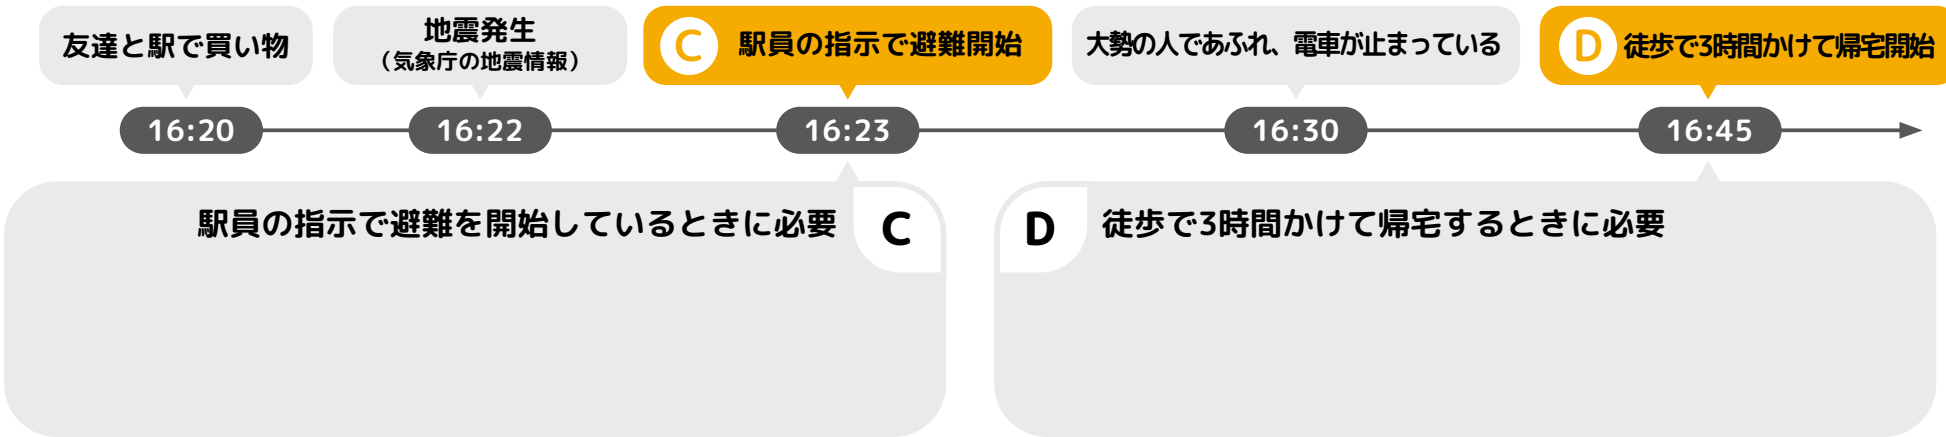 友達と駅で買い物
地震発生
（気象庁の地震情報）
C 駅員の指示で避難開始
大勢の人であふれ、電車が止まっている
D 徒歩で3時間かけて帰宅開始
16:20
16:22
16:23
16:30
16:45
駅員の指示で避難を開始しているときに必要 C
D 徒歩で3時間かけて帰宅するときに必要